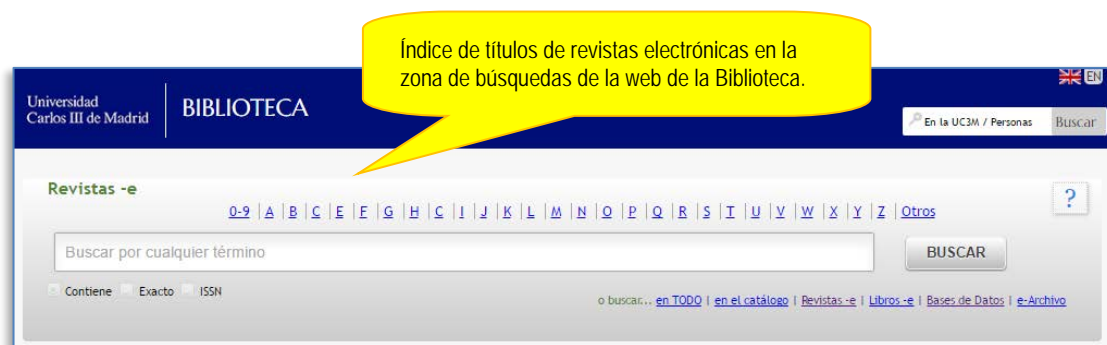 Índice de títulos de revistas electrónicas en la
zona de búsquedas de la web de la Biblioteca.
EN
Universidad
Carlos III de Madrid
BIBLIOTECA
En la UC3M / Personas Buscar
Revistas -e
?
0-9 | A | B | C | E | F | G | H | C | I | J | K | L | M | N | O | P | Q | R | S | T | U | V | W | X | Y | Z | Otros
Buscar por cualquier término BUSCAR
Contiene Exacto ISSN
o buscar... en TODO | en el catálogo | Revistas -e | Libros -e | Bases de Datos | e-Archivo